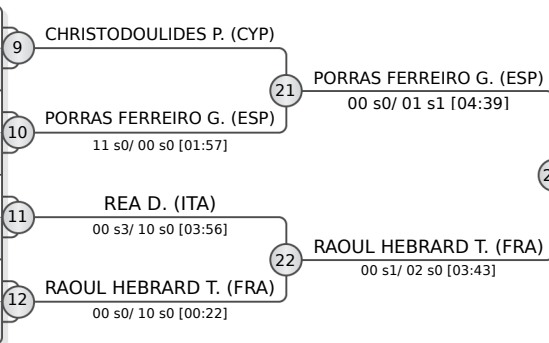 9
CHRISTODOULIDES P. (CYP)
21
PORRAS FERREIRO G. (ESP)
00 s0/ 01 s1 [04:39]
10
PORRAS FERREIRO G. (ESP)
11 s0/ 00 s0 [01:57]
11
REA D. (ITA)
00 s3/ 10 s0 [03:56]
22
RAOUL HEBRARD T. (FRA)
00 s1/ 02 s0 [03:43]
12
RAOUL HEBRARD T. (FRA)
00 s0/ 10 s0 [00:22]